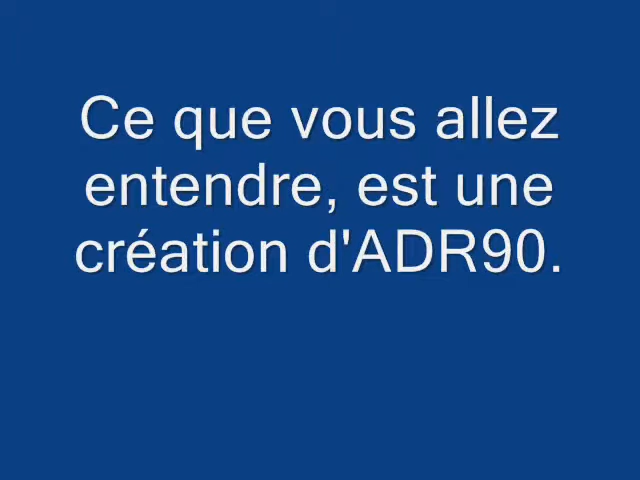 Ce que vous allez
entendre, est une
création d'ADR90.